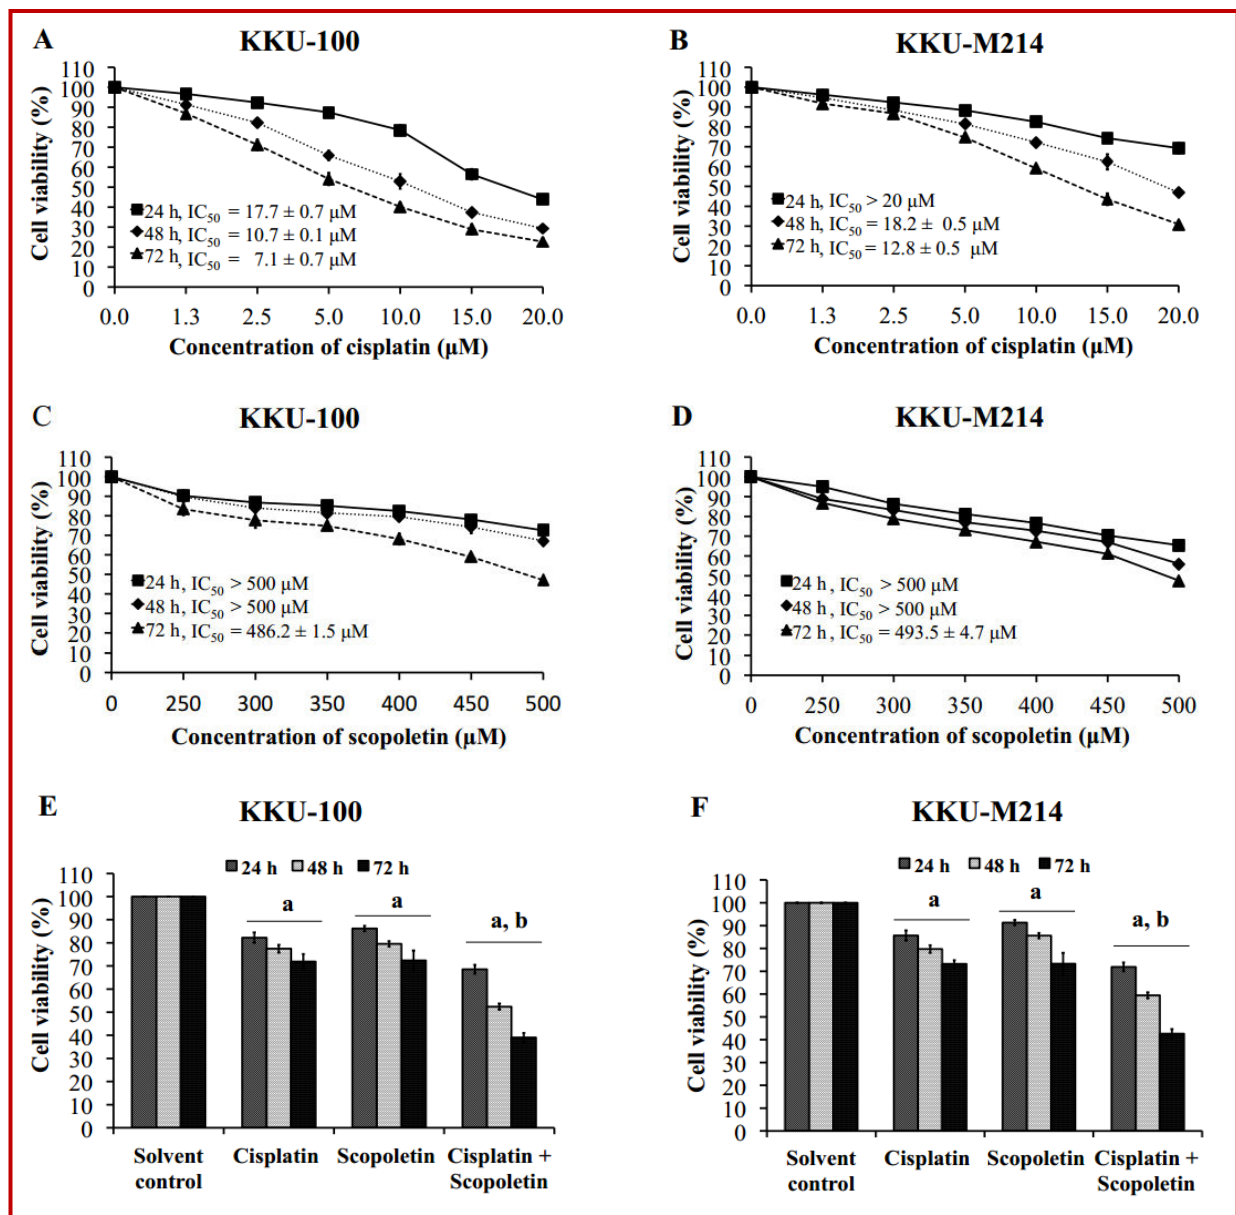 A
KKU-100
110
100
90
80
70
60
50
40
30
20
10
0
Cell viability (%)
24 h, IC50 = 17.7 ± 0.7 µM
48 h, IC50 = 10.7 ± 0.1 µM
72 h, IC50 = 7.1 ± 0.7 µM
0.0 1.3 2.5 5.0 10.0 15.0 20.0
Concentration of cisplatin (µM)
B
KKU-M214
110
100
90
80
70
60
50
40
30
20
10
0
Cell viability (%)
24 h, IC50 > 20 µM
48 h, IC50 = 18.2 ± 0.5 µM
72 h, IC50 = 12.8 ± 0.5 µM
0.0 1.3 2.5 5.0 10.0 15.0 20.0
Concentration of cisplatin (µM)
C
KKU-100
110
100
90
80
70
60
50
40
30
20
10
0
Cell viability (%)
24 h, IC50 > 500 µM
48 h, IC50 > 500 µM
72 h, IC50 = 486.2 ± 1.5 µM
0 250 300 350 400 450 500
Concentration of scopoletin (µM)
D
KKU-M214
110
100
90
80
70
60
50
40
30
20
10
0
Cell viability (%)
24 h, IC50 > 500 µM
48 h, IC50 > 500 µM
72 h, IC50 = 493.5 ± 4.7 µM
0 250 300 350 400 450 500
Concentration of scopoletin (µM)
E
KKU-100
24 h 48 h 72 h
110
100
90
80
70
60
50
40
30
20
10
0
Cell viability (%)
a
a
a, b
Solvent control
Cisplatin
Scopoletin
Cisplatin + Scopoletin
F
KKU-M214
24 h 48 h 72 h
110
100
90
80
70
60
50
40
30
20
10
0
Cell viability (%)
a
a
a, b
Solvent control
Cisplatin
Scopoletin
Cisplatin + Scopoletin